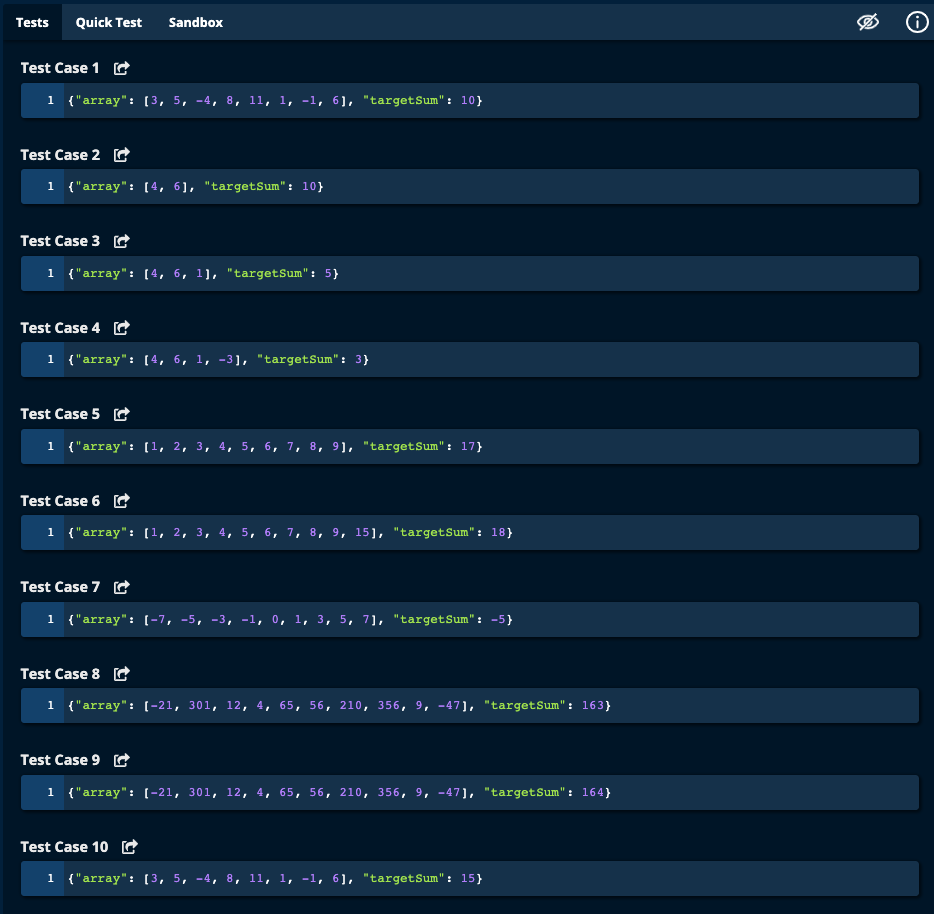 Tests Quick Test Sandbox
Test Case 1
1 {"array": [3, 5, -4, 8, 11, 1, -1, 6], "targetSum": 10}
Test Case 2
1 {"array": [4, 6], "targetSum": 10}
Test Case 3
1 {"array": [4, 6, 1], "targetSum": 5}
Test Case 4
1 {"array": [4, 6, 1, -3], "targetSum": 3}
Test Case 5
1 {"array": [1, 2, 3, 4, 5, 6, 7, 8, 9], "targetSum": 17}
Test Case 6
1 {"array": [1, 2, 3, 4, 5, 6, 7, 8, 9, 15], "targetSum": 18}
Test Case 7
1 {"array": [-7, -5, -3, -1, 0, 1, 3, 5, 7], "targetSum": -5}
Test Case 8
1 {"array": [-21, 301, 12, 4, 65, 56, 210, 356, 9, -47], "targetSum": 163}
Test Case 9
1 {"array": [-21, 301, 12, 4, 65, 56, 210, 356, 9, -47], "targetSum": 164}
Test Case 10
1 {"array": [3, 5, -4, 8, 11, 1, -1, 6], "targetSum": 15}